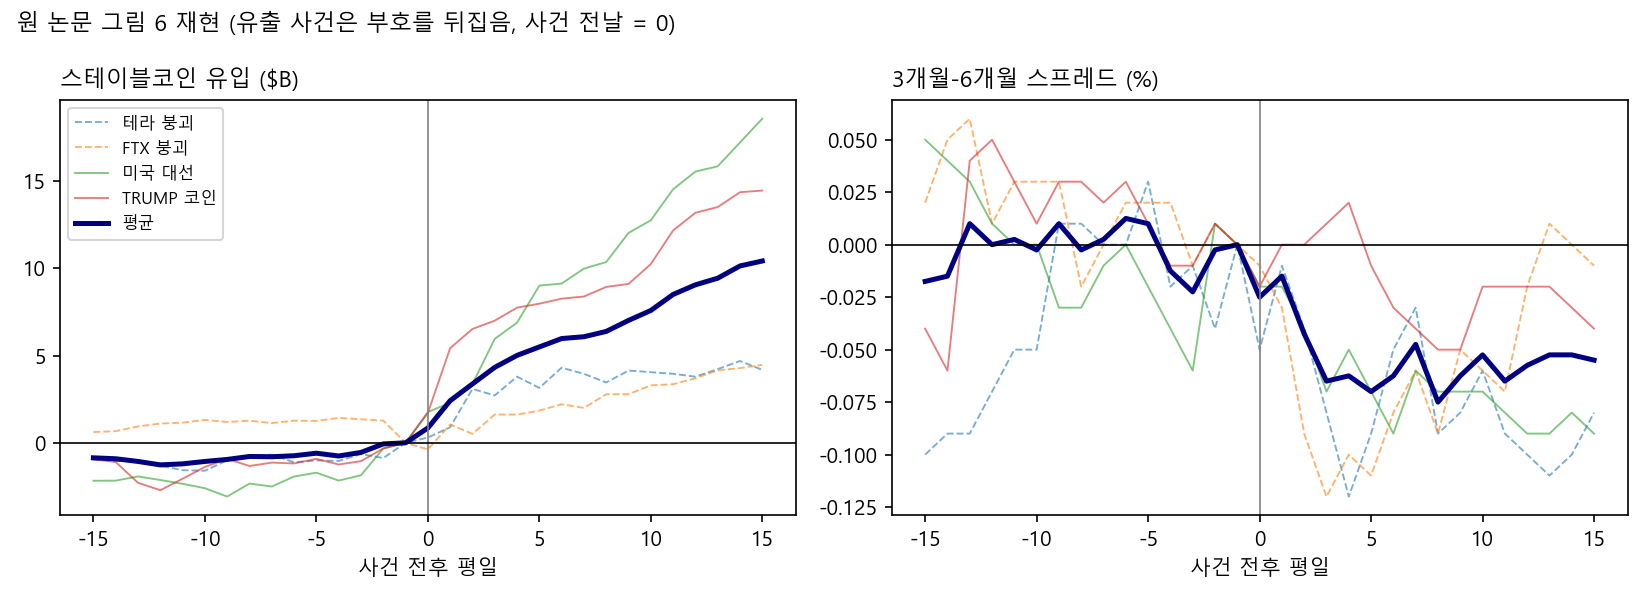 원 논문 그림 6 재현 (유출 사건은 부호를 뒤집음, 사건 전날 = 0)
스테이블코인 유입 ($B)
테라 붕괴
FTX 붕괴
미국 대선
TRUMP 코인
평균
15
10
5
0
-15 -10 -5 0 5 10 15
사건 전후 평일
3개월-6개월 스프레드 (%)
0.050
0.025
0.000
-0.025
-0.050
-0.075
-0.100
-0.125
-15 -10 -5 0 5 10 15
사건 전후 평일